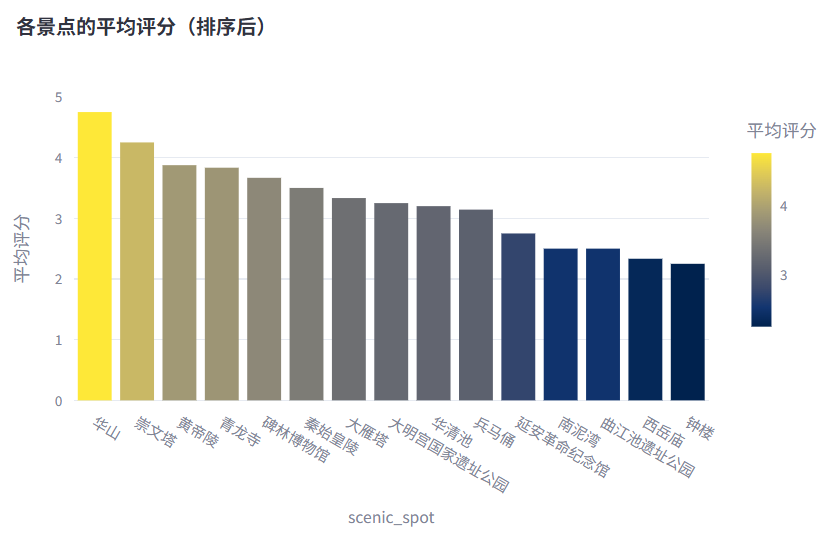 各景点的平均评分（排序后）
平均评分
5
4
3
2
1
0
华山
崇文塔
黄帝陵
青龙寺
碑林博物馆
秦始皇陵
大雁塔
大明宫国家遗址公园
华清池
兵马俑
延安革命纪念馆
南泥湾
曲江池遗址公园
西岳庙
钟楼
scenic_spot
平均评分
4
3